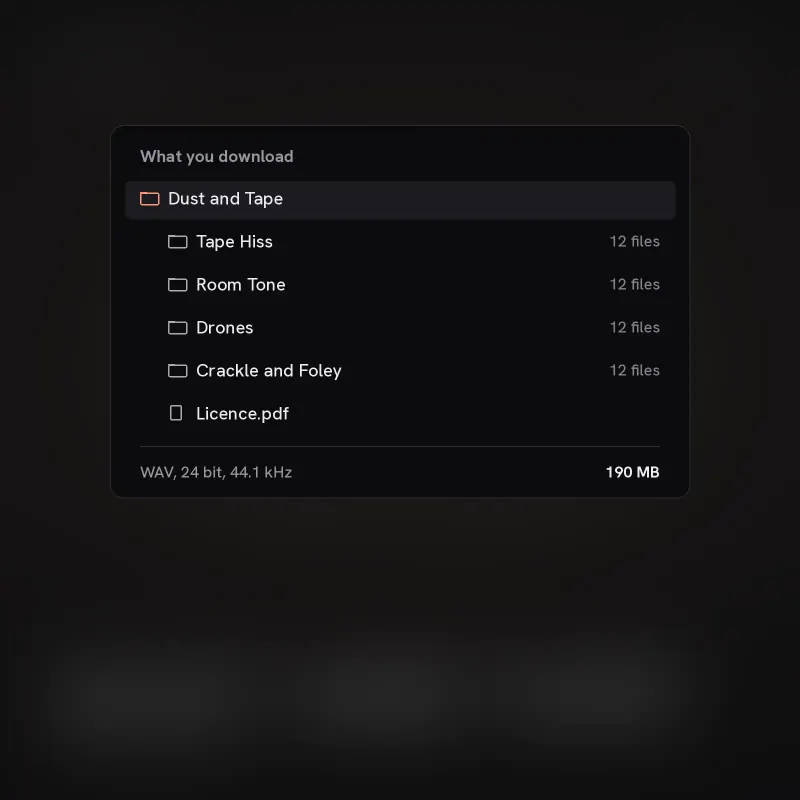 What you download
Dust and Tape
Tape Hiss 12 files
Room Tone 12 files
Drones 12 files
Crackle and Foley 12 files
Licence.pdf
WAV, 24 bit, 44.1 kHz 190 MB